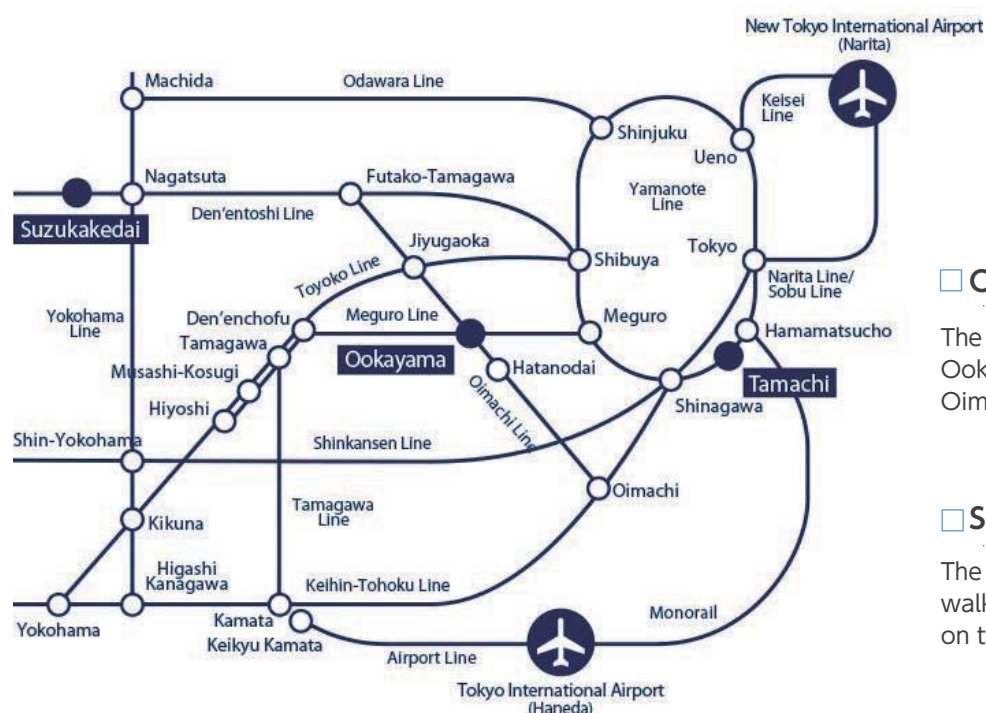 New Tokyo International Airport
(Narita)
Machida
Odawara Line
Keisei
Line
Shinjuku
Ueno
Nagatsuta
Futako-Tamagawa
Yamanote
Line
Suzukakedai
Den'entoshi Line
Jiyugaoka
Tokyo
Toyoko Line
Shibuya
Narita Line/
Sobu Line
Yokohama
Line
Den'enchofu
Meguro Line
Meguro
Hamamatsucho
Tamagawa
Ookayama
Hatanodai
Tamachi
Musashi-Kosugi
Hiyoshi
Oimachi Line
Shinagawa
Shin-Yokohama
Shinkansen Line
Oimachi
Tamagawa
Line
Kikuna
Higashi
Kanagawa
Keihin-Tohoku Line
Yokohama
Kamata
Keikyu Kamata
Monorail
Airport Line
Tokyo International Airport
(Haneda)
The
Oim
The
walk
on t